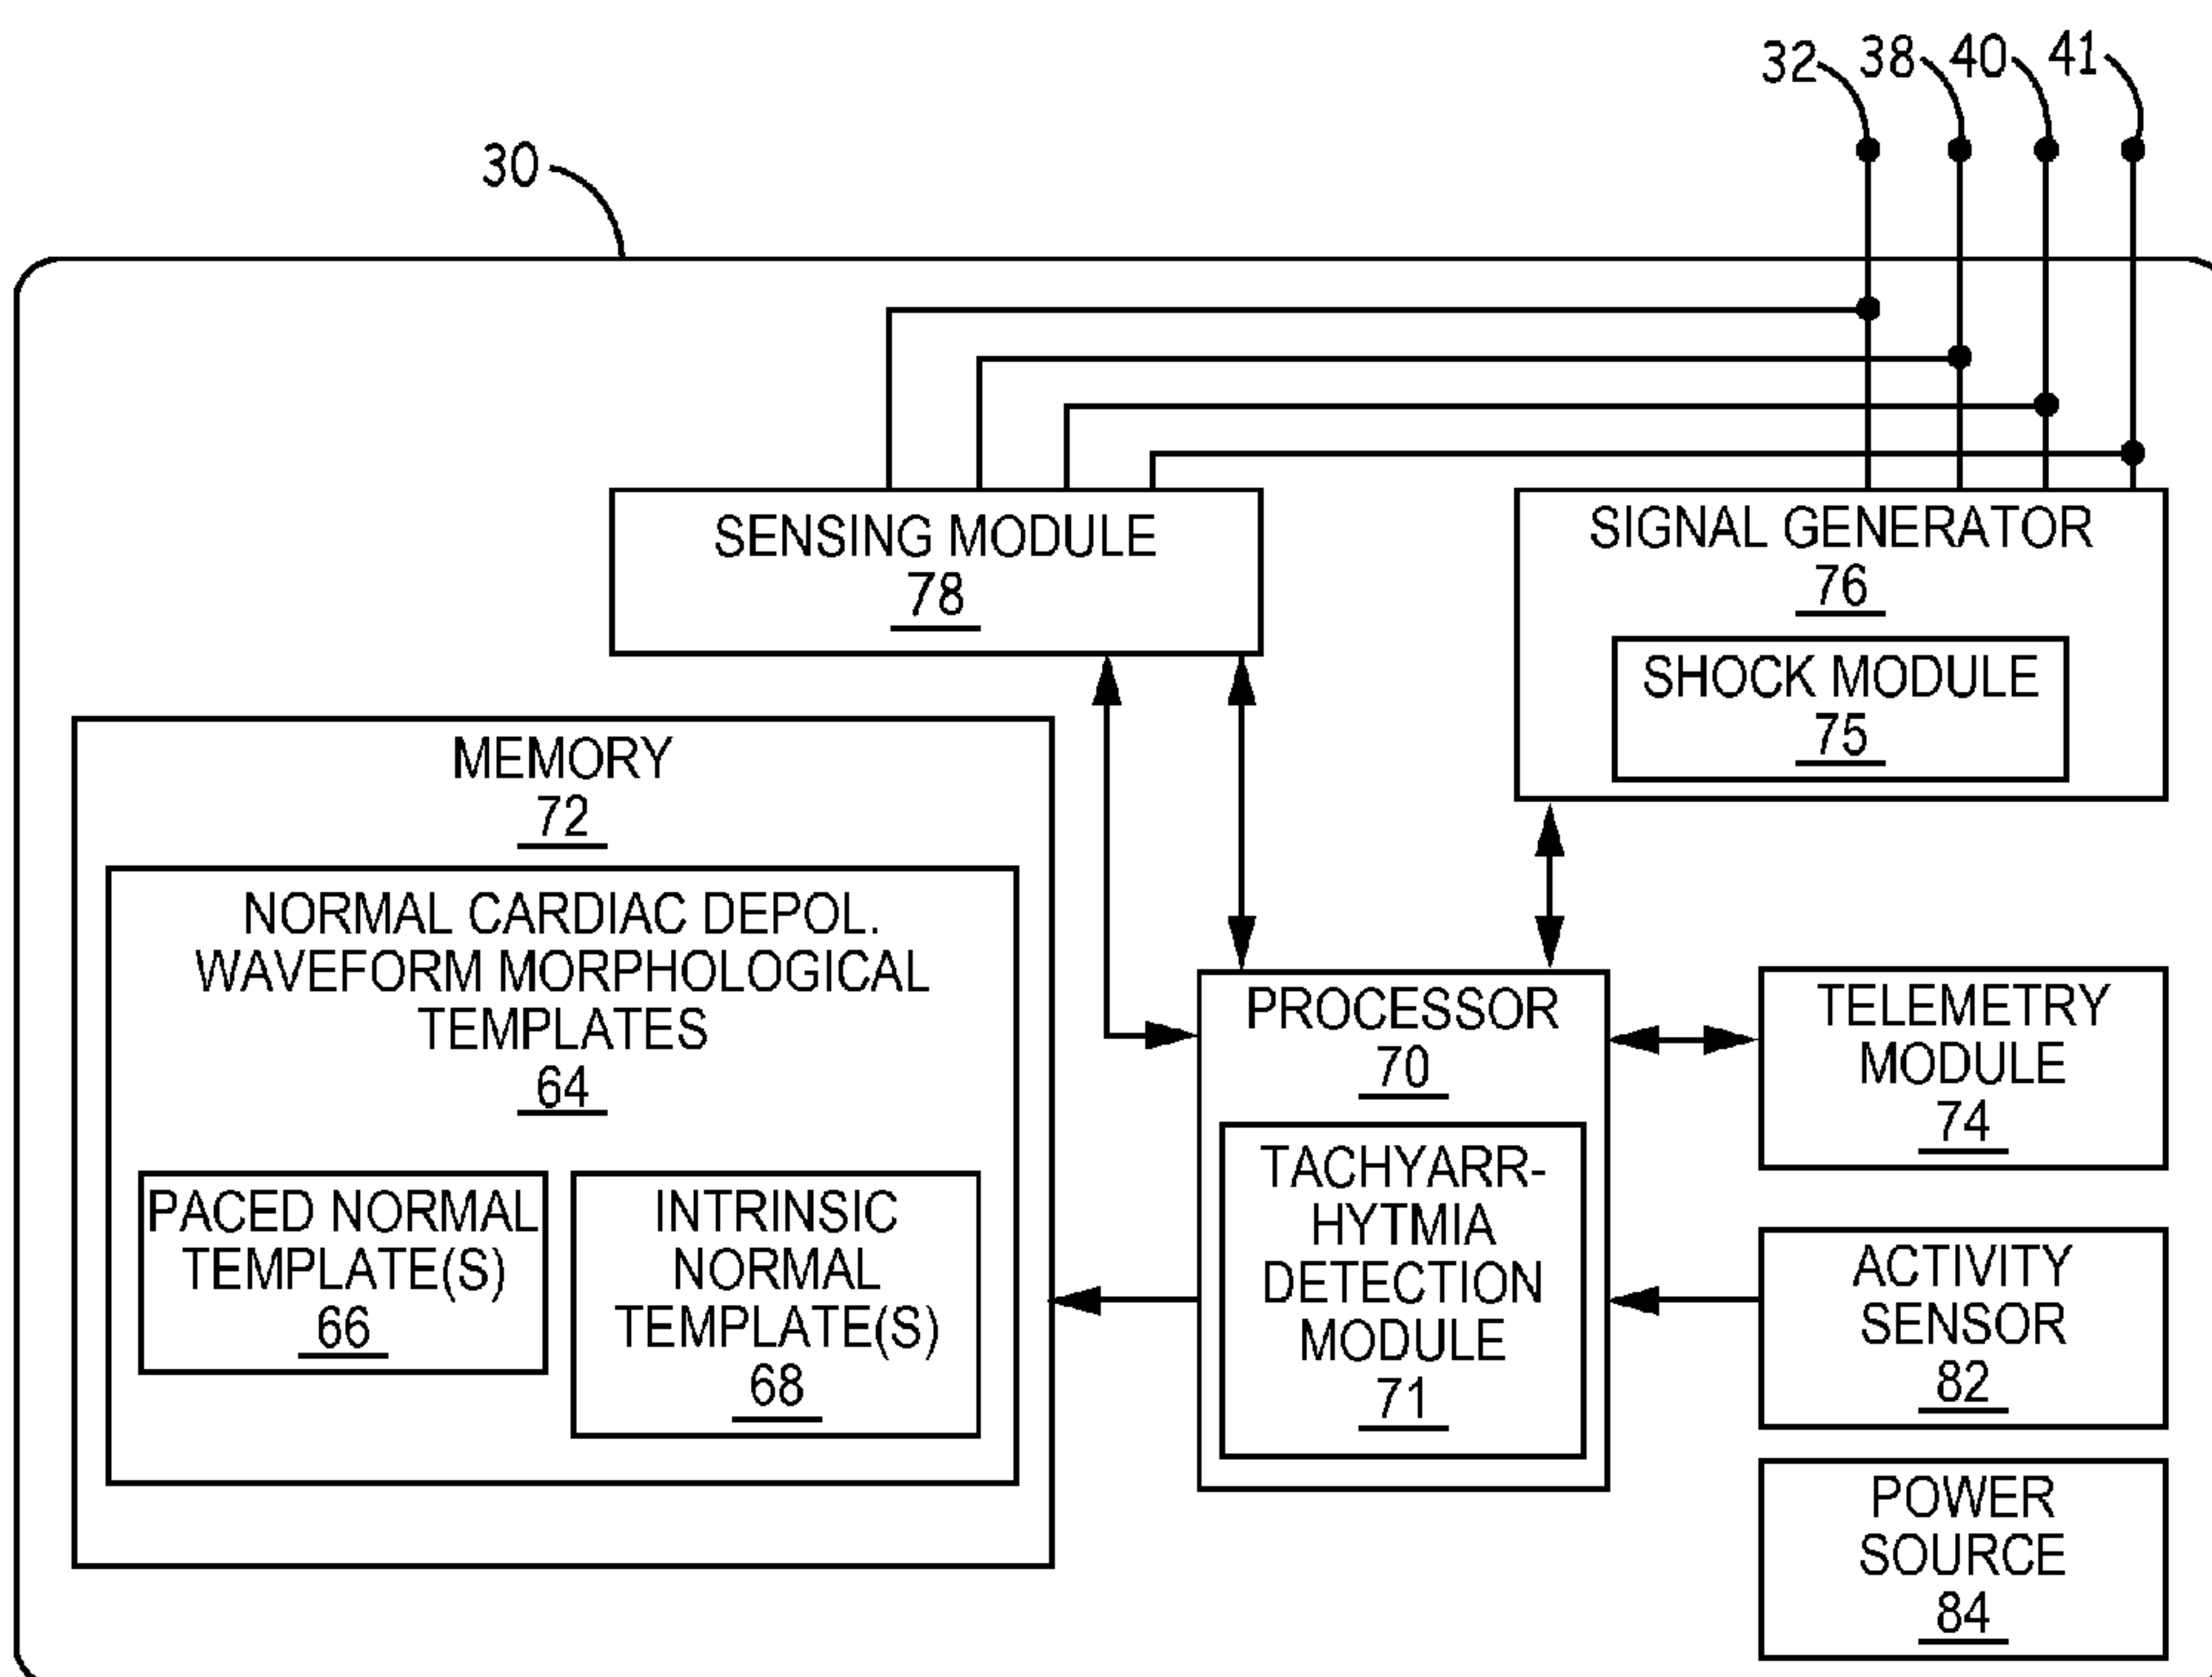 32 38 40 41
30
SENSING MODULE
78
SIGNAL GENERATOR
76
SHOCK MODULE
75
MEMORY
72
NORMAL CARDIAC DEPOL.
WAVEFORM MORPHOLOGICAL
TEMPLATES
64
PACED NORMAL
TEMPLATE(S)
66
INTRINSIC
NORMAL
TEMPLATE(S)
68
PROCESSOR
70
TACHYARR-
HYTMIA
DETECTION
MODULE
71
TELEMETRY
MODULE
74
ACTIVITY
SENSOR
82
POWER
SOURCE
84